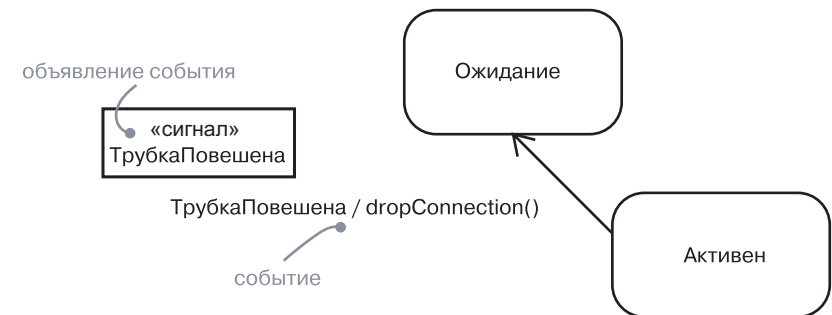 Ожидание
объявление события
«сигнал»
ТрубкаПовешена
ТрубкаПовешена / dropConnection()
Активен
событие